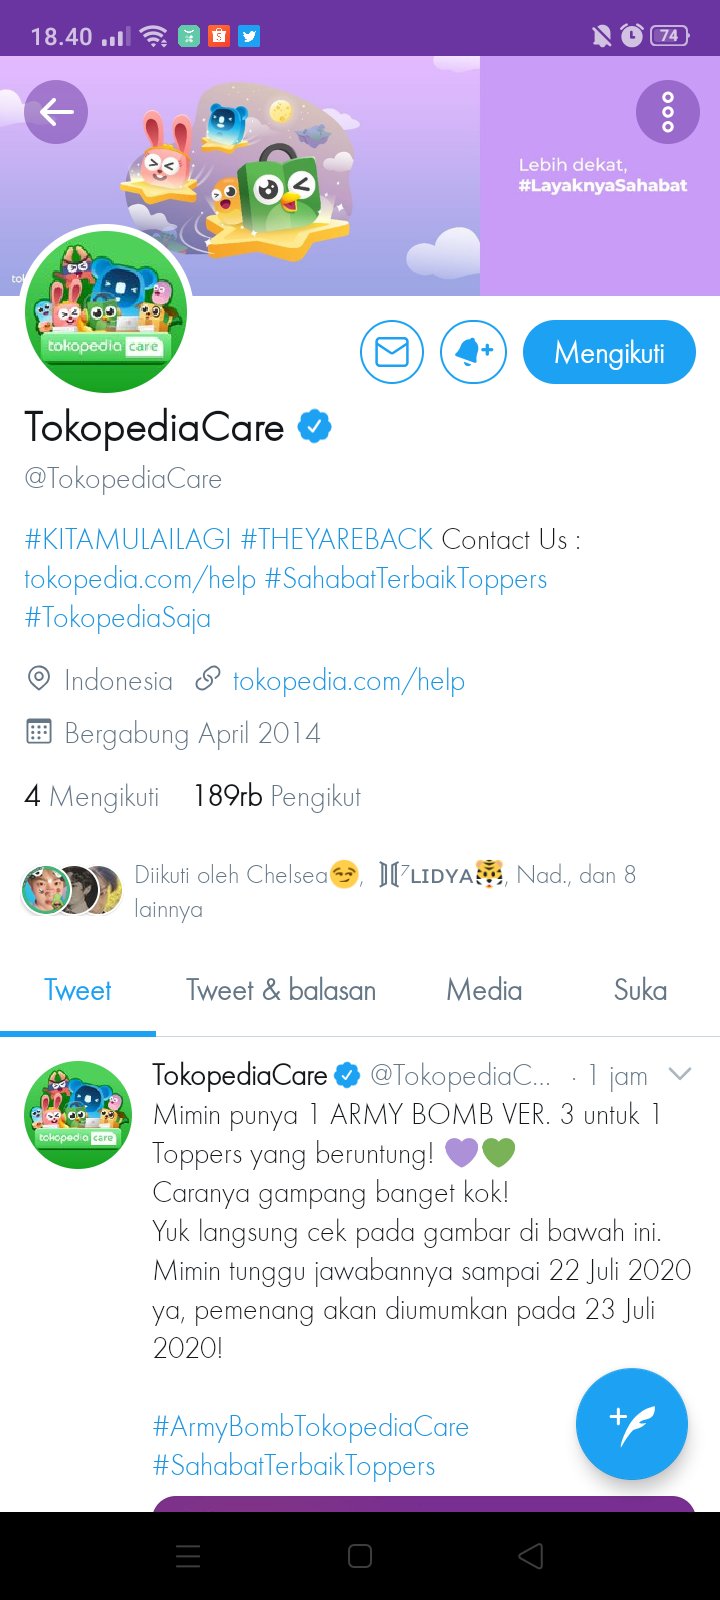 18.40
74
Lebih dekat,
#LayaknyaSahabat
tokopedia care
Mengikuti
TokopediaCare
@TokopediaCare
#KITAMULAILAGI #THEYAREBACK Contact Us :
tokopedia.com/help #SahabatTerbaikToppers
#TokopediaSaja
Indonesia tokopedia.com/help
Bergabung April 2014
4 Mengikuti 189rb Pengikut
Diikuti oleh Chelsea😏, ⟭⟬⁷ʟɪᴅʏᴀ🐯, Nad., dan 8
lainnya
Tweet Tweet & balasan Media Suka
TokopediaCare @TokopediaC... · 1 jam
tokopedia care
Mimin punya 1 ARMY BOMB VER. 3 untuk 1
Toppers yang beruntung! 💜💚
Caranya gampang banget kok!
Yuk langsung cek pada gambar di bawah ini.
Mimin tunggu jawabannya sampai 22 Juli 2020
ya, pemenang akan diumumkan pada 23 Juli
2020!
#ArmyBombTokopediaCare
#SahabatTerbaikToppers